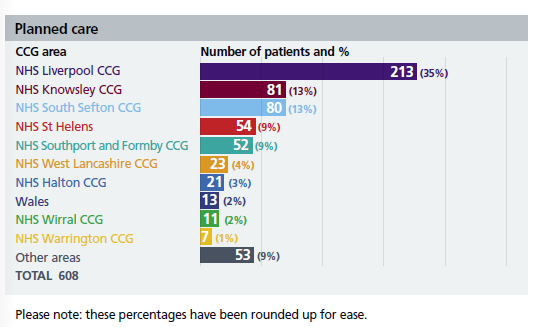 Planned care
CCG area Number of patients and %
NHS Liverpool CCG 213 (35%)
NHS Knowsley CCG 81 (13%)
NHS South Sefton CCG 80 (13%)
NHS St Helens 54 (9%)
NHS Southport and Formby CCG 52 (9%)
NHS West Lancashire CCG 23 (4%)
NHS Halton CCG 21 (3%)
Wales 13 (2%)
NHS Wirral CCG 11 (2%)
NHS Warrington CCG 7 (1%)
Other areas 53 (9%)
TOTAL 608
Please note: these percentages have been rounded up for ease.